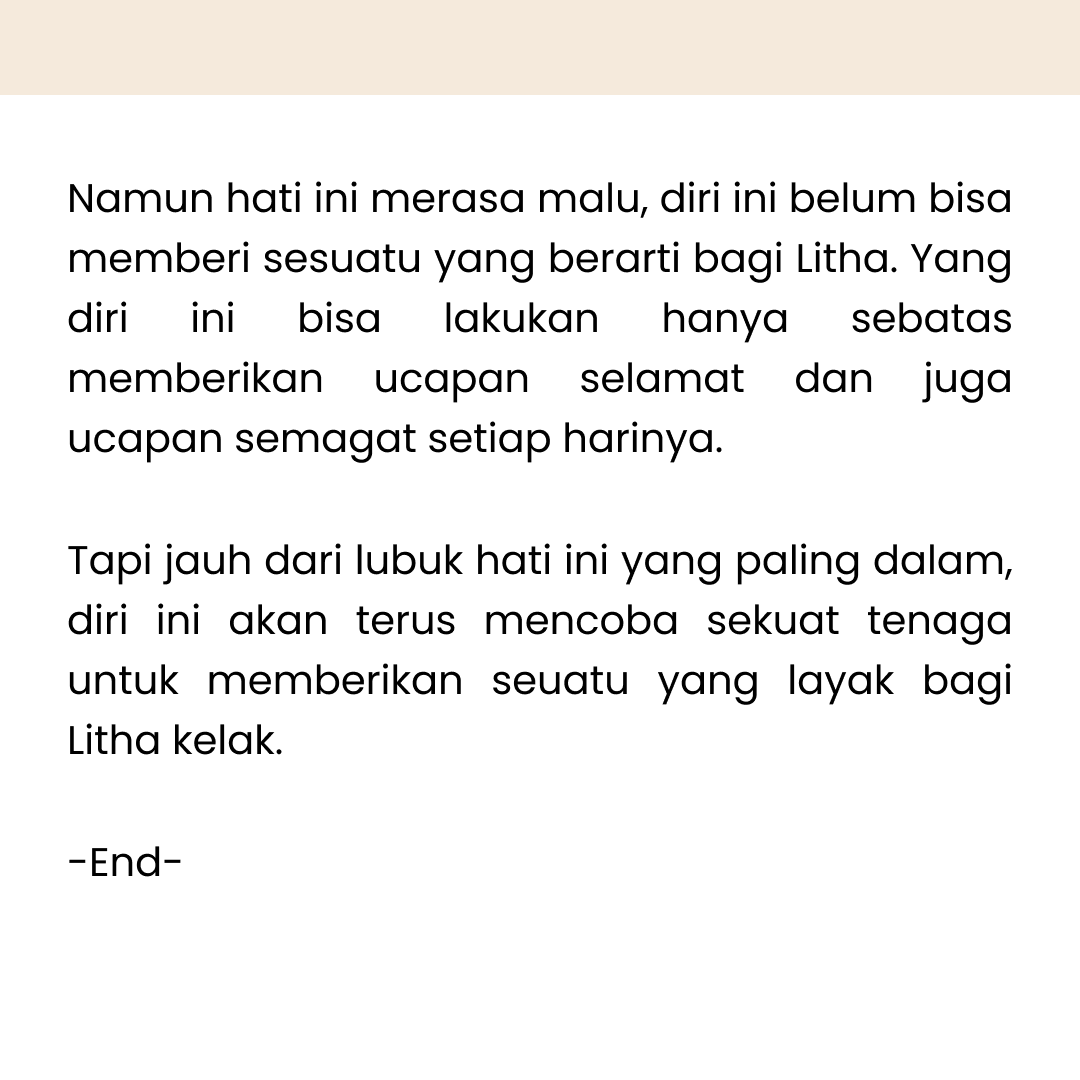 Namun hati ini merasa malu, diri ini belum bisa
memberi sesuatu yang berarti bagi Litha. Yang
diri ini bisa lakukan hanya sebatas
memberikan ucapan selamat dan juga
ucapan semagat setiap harinya.
Tapi jauh dari lubuk hati ini yang paling dalam,
diri ini akan terus mencoba sekuat tenaga
untuk memberikan seuatu yang layak bagi
Litha kelak.
-End-